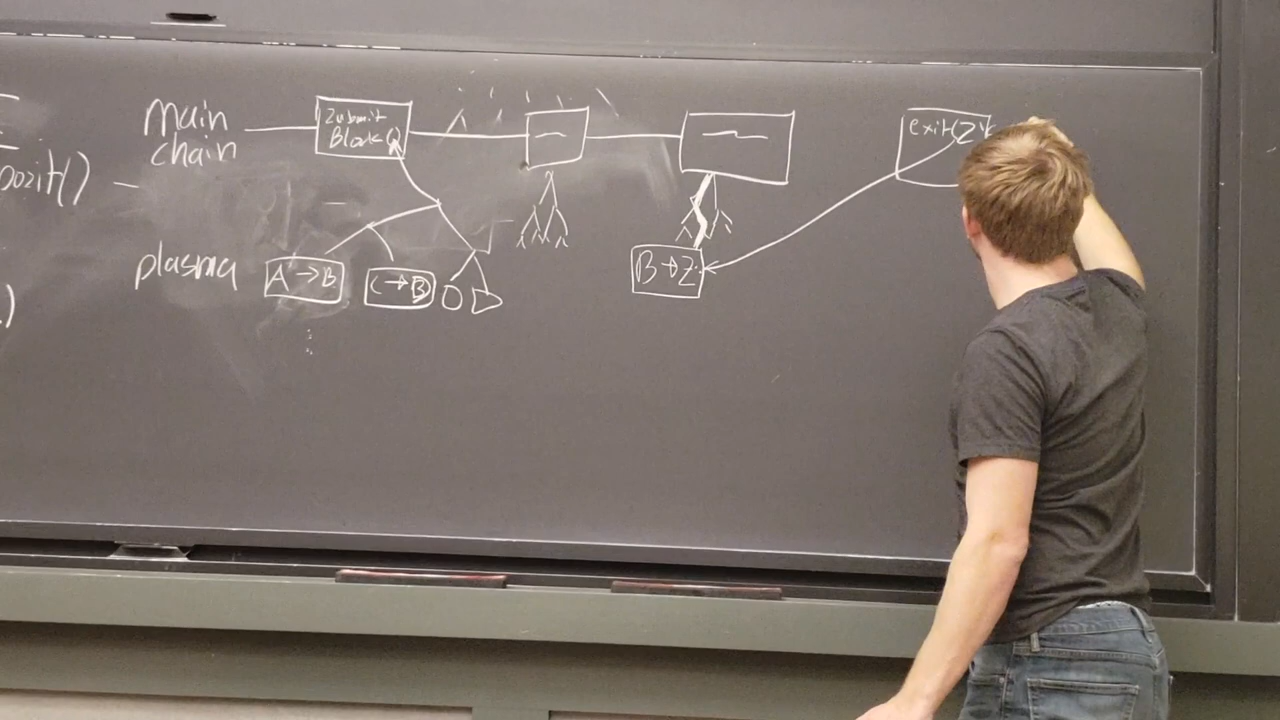 main
chain
submit
Block()
exit(Z
posit()
plasma
A → B
C → B
B → Z